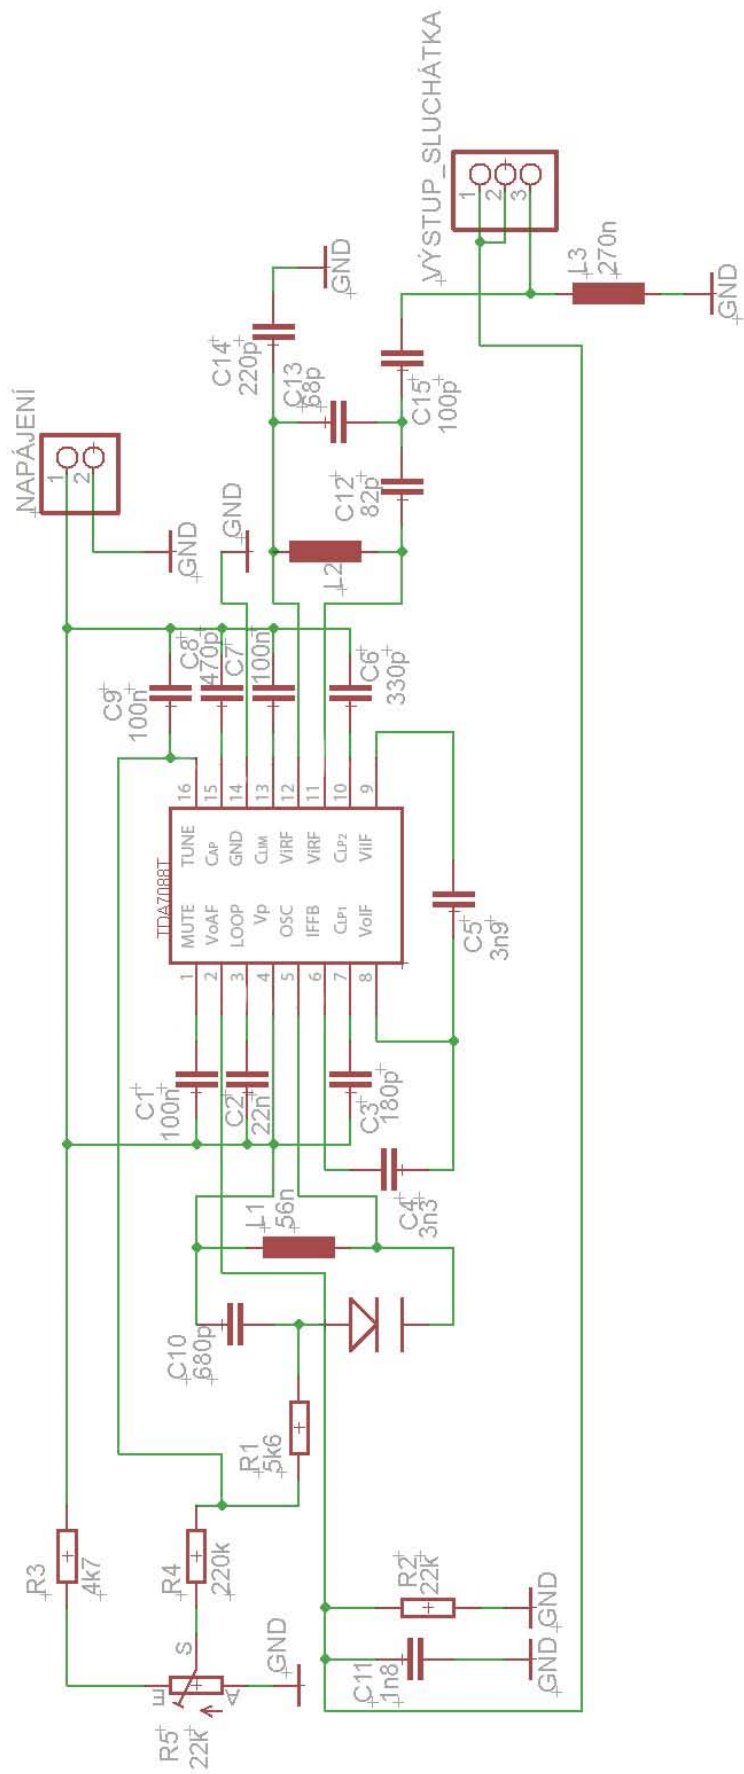 VÝSTUP_SLUCHÁTKA
1
2
3
L3
270n
GND
GND
C14
220p
C13
68p
C15
100p
C12
82p
L2
NAPÁJENÍ
1
2
GND
GND
C9
100n
C8
470p
C7
100n
C6
330p
TDA7088T
16
15
14
13
12
11
10
9
TUNE
CAP
GND
CLIM
ViRF
ViRF
CLP2
ViIF
MUTE
VoAF
LOOP
Vp
OSC
IFFB
CLP1
VoIF
1
2
3
4
5
6
7
8
C5
3n9
C1
100n
C2
22n
C3
180p
C4
3n3
L1
56n
C10
680p
R1
5k6
R3
4k7
R4
220k
R2
22k
GND
C11
1n8
GND
GND
S
E
A
R5
22k